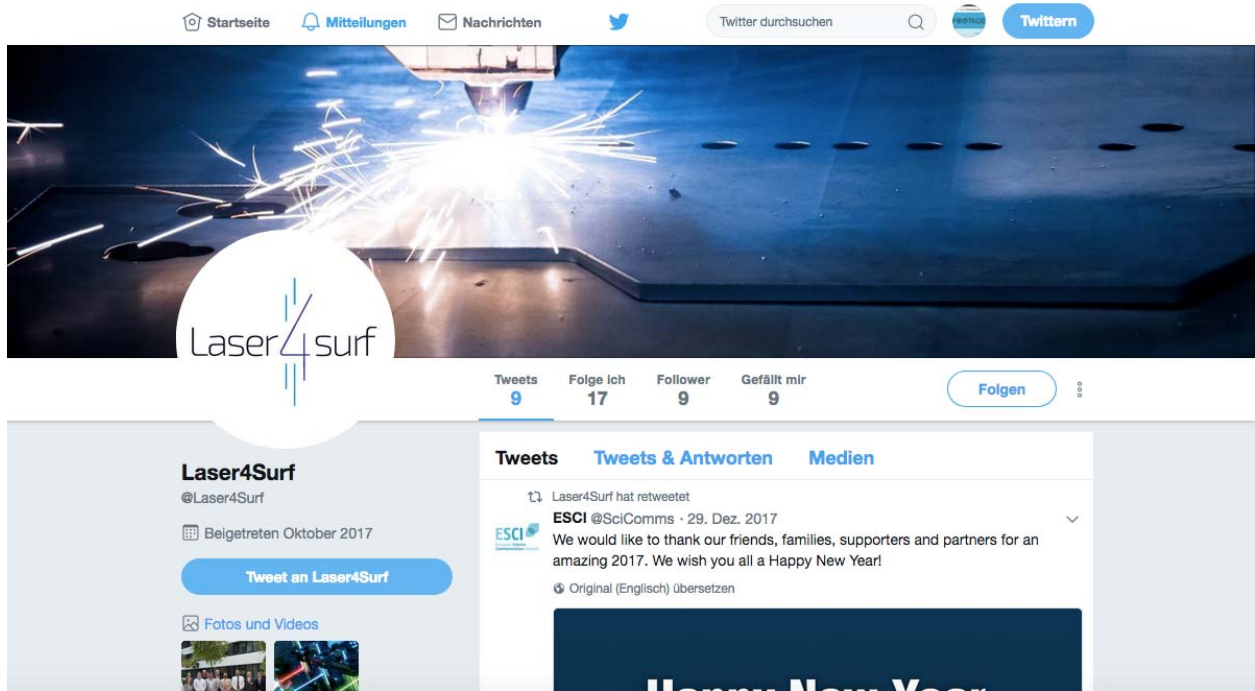 Startseite
Mitteilungen
Nachrichten
Twitter durchsuchen
Twittern
Laser4surf
Tweets
9
Folge ich
17
Follower
9
Gefällt mir
9
Folgen
Laser4Surf
@Laser4Surf
Beigetreten Oktober 2017
Tweet an Laser4Surf
Fotos und Videos
Tweets Tweets & Antworten Medien
Laser4Surf hat retweetet
ESCI
ESCI @SciComms · 29. Dez. 2017
We would like to thank our friends, families, supporters and partners for an
amazing 2017. We wish you all a Happy New Year!
Original (Englisch) übersetzen
Happy New Year